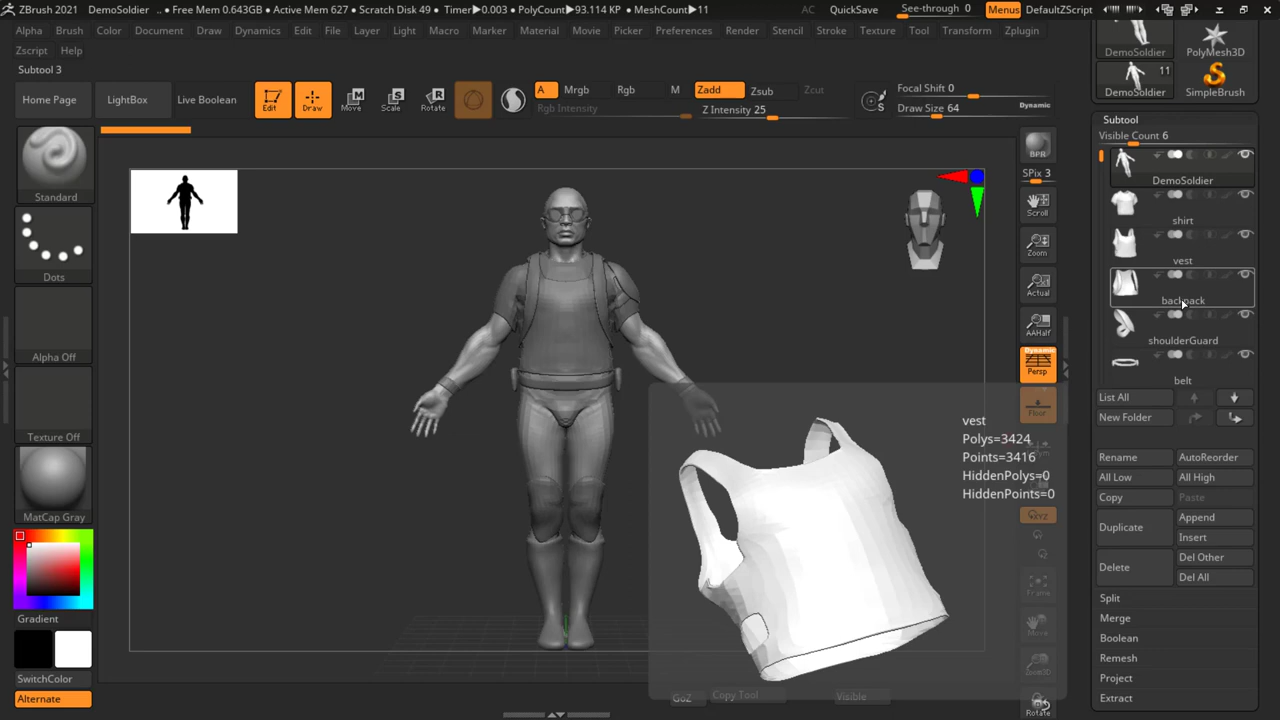 ZBrush 2021 DemoSoldier .. ● Free Mem 0.643GB ● Active Mem 627 ● Scratch Disk 49 ● Timer▶0.003 ● PolyCount▶93.114 KP ● MeshCount▶11 AC QuickSave See-through 0 Menus DefaultZScript
Alpha Brush Color Document Draw Dynamics Edit File Layer Light Macro Marker Material Movie Picker Preferences Render Stencil Stroke Texture Tool Transform Zplugin
Zscript Help
Subtool 3
Home Page LightBox Live Boolean
Edit Draw Move Scale Rotate
A Mrgb Rgb M Zadd Zsub Zcut
Rgb Intensity Z Intensity 25
Focal Shift 0
Draw Size 64 Dynamic
Standard
Dots
Alpha Off
Texture Off
MatCap Gray
Gradient
SwitchColor
Alternate
BPR
SPix 3
Scroll
Zoom
Actual
AAHalf
Dynamic
Persp
Floor
XYZ
Frame
Move
Zoom3D
Rotate
vest
Polys=3424
Points=3416
HiddenPolys=0
HiddenPoints=0
GoZ Copy Tool Visible
DemoSoldier PolyMesh3D
11
DemoSoldier SimpleBrush
Subtool
Visible Count 6
DemoSoldier
shirt
vest
backpack
shoulderGuard
belt
List All
New Folder
Rename AutoReorder
All Low All High
Copy Paste
Duplicate Append
Insert
Delete Del Other
Del All
Split
Merge
Boolean
Remesh
Project
Extract